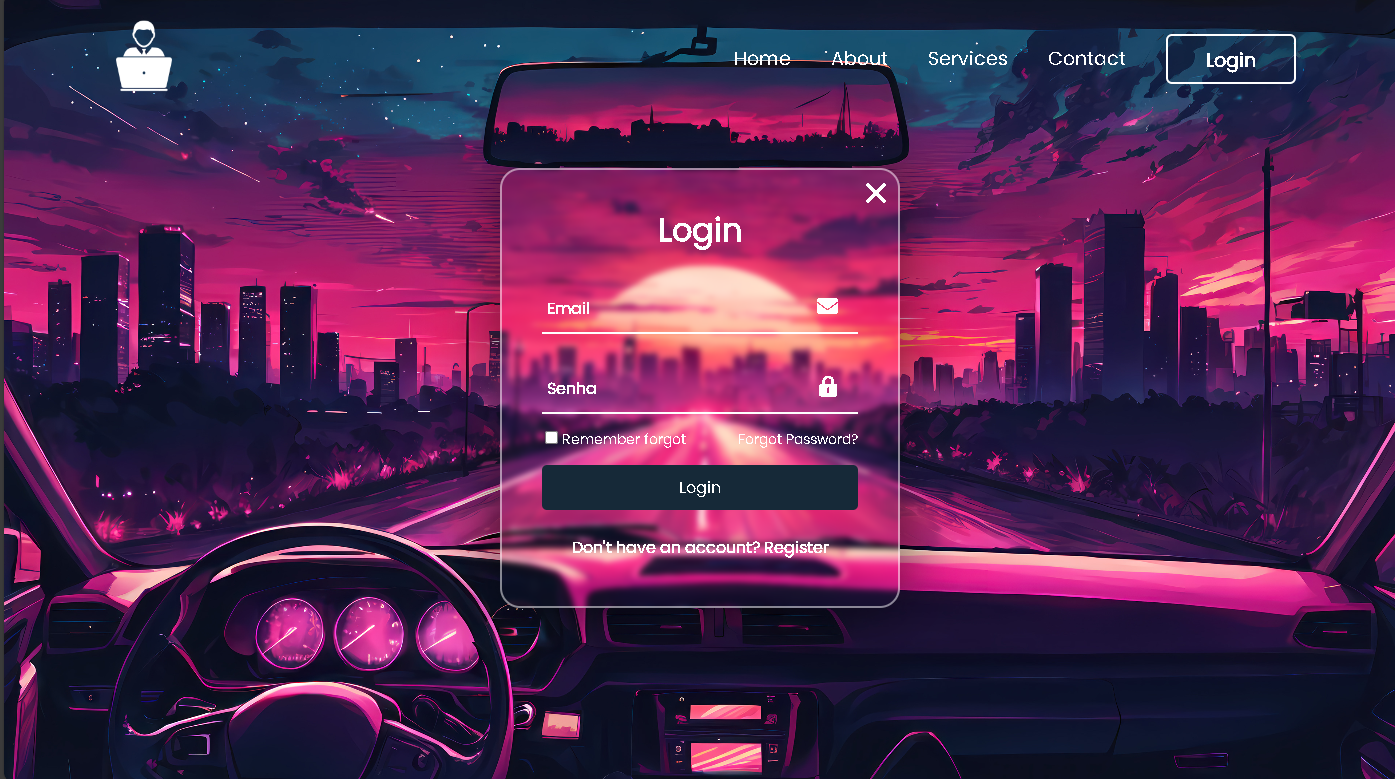 Home About Services Contact Login
Login
Email
Senha
Remember forgot Forgot Password?
Login
Don't have an account? Register